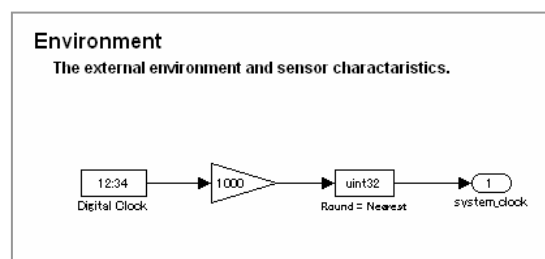 Environment
The external environment and sensor charactaristics.
12:34
1000
uint32
1
Digital Clock
Round = Nearest
system_clock